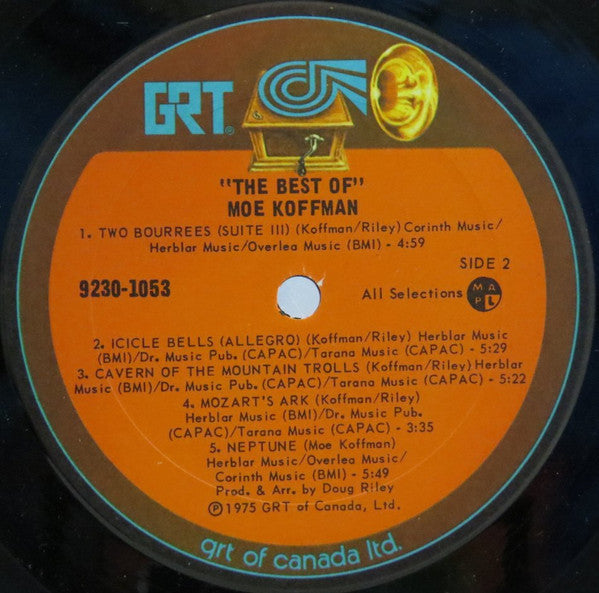 GRT®
"THE BEST OF"
MOE KOFFMAN
1. TWO BOURREES (SUITE III) (Koffman/Riley) Corinth Music/
Herblar Music/Overlea Music (BMI) - 4:59
SIDE 2
9230-1053
All Selections M A P L
2. ICICLE BELLS (ALLEGRO) (Koffman/Riley) Herblar Music
(BMI)/Dr. Music Pub. (CAPAC)/Tarana Music (CAPAC) - 5:29
3. CAVERN OF THE MOUNTAIN TROLLS (Koffman/Riley) Herblar
Music (BMI)/Dr. Music Pub. (CAPAC)/Tarana Music (CAPAC) - 5:22
4. MOZART'S ARK (Koffman/Riley)
Herblar Music (BMI)/Dr. Music Pub.
(CAPAC)/Tarana Music (CAPAC) - 3:35
5. NEPTUNE (Moe Koffman)
Herblar Music/Overlea Music/
Corinth Music (BMI) - 5:49
Prod. & Arr. by Doug Riley
℗1975 GRT of Canada, Ltd.
grt of canada ltd.